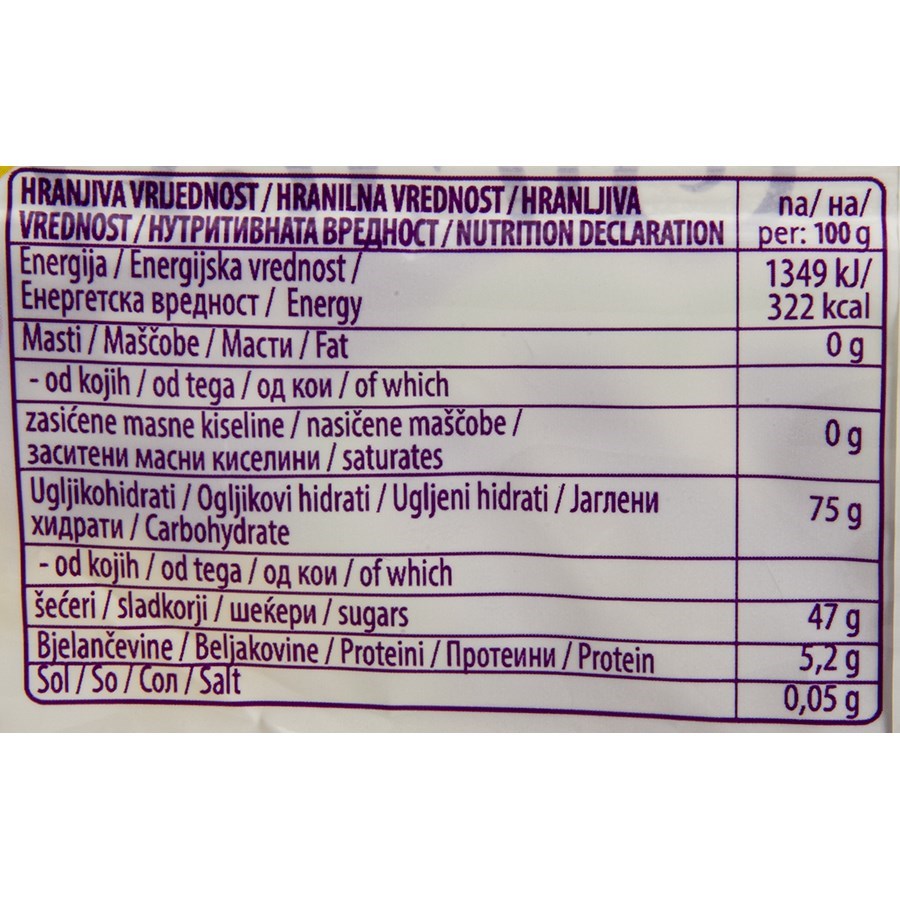 HRANJIVA VRIJEDNOST / HRANILNA VREDNOST / HRANLJIVA
VREDNOST / НУТРИТИВНАТА ВРЕДНОСТ / NUTRITION DECLARATION
na/ на/
per: 100 g
Energija / Energijska vrednost /
Енергетска вредност / Energy
1349 kJ/
322 kcal
Masti / Maščobe / Масти / Fat
0 g
- od kojih / od tega / од кои / of which
zasićene masne kiseline / nasičene maščobe /
заситени масни киселини / saturates
0 g
Ugljikohidrati / Ogljikovi hidrati / Ugljeni hidrati / Јаглени
хидрати / Carbohydrate
75 g
- od kojih / od tega / од кои / of which
šećeri / sladkorji / шеќери / sugars
47 g
Bjelančevine / Beljakovine / Proteini / Протеини / Protein
5,2 g
Sol / So / Сол / Salt
0,05 g